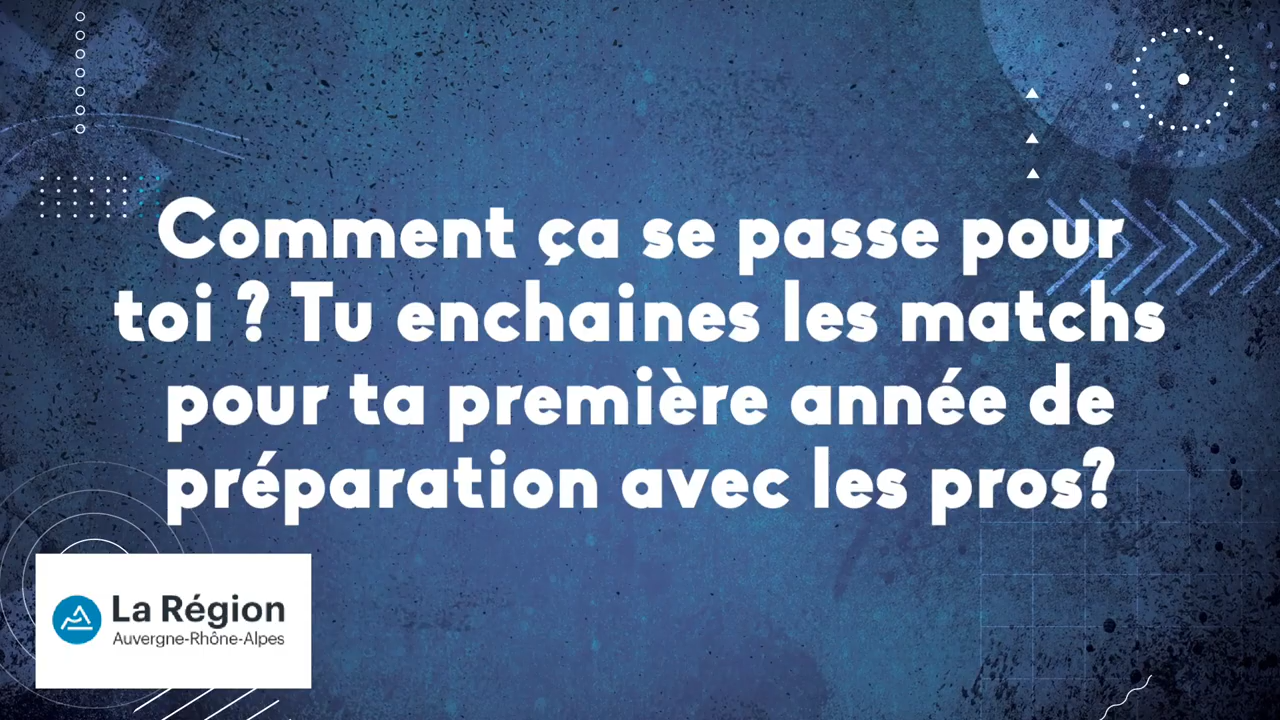 Comment ça se passe pour
toi ? Tu enchaines les matchs
pour ta première année de
préparation avec les pros?
La Région
Auvergne-Rhône-Alpes